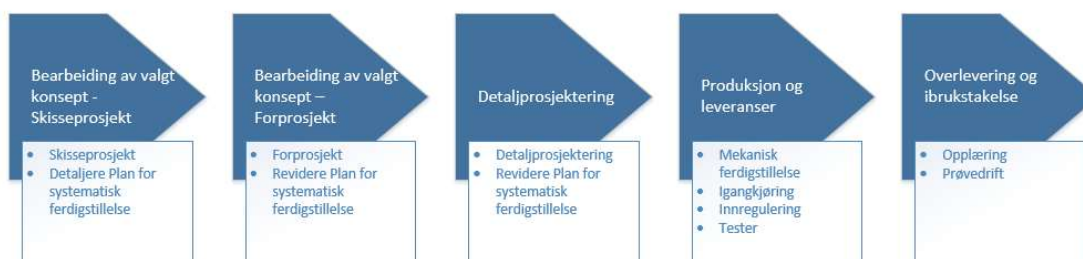 Bearbeiding av valgt
konsept -
Skisseprosjekt
• Skisseprosjekt
• Detaljere Plan for
systematisk
ferdigstillelse
Bearbeiding av valgt
konsept –
Forprosjekt
• Forprosjekt
• Revidere Plan for
systematisk
ferdigstillelse
Detaljprosjektering
• Detaljprosjektering
• Revidere Plan for
systematisk
ferdigstillelse
Produksjon og
leveranser
• Mekanisk
ferdigstillelse
• Igangkjøring
• Innregulering
• Tester
Overlevering og
ibrukstakelse
• Opplæring
• Prøvedrift